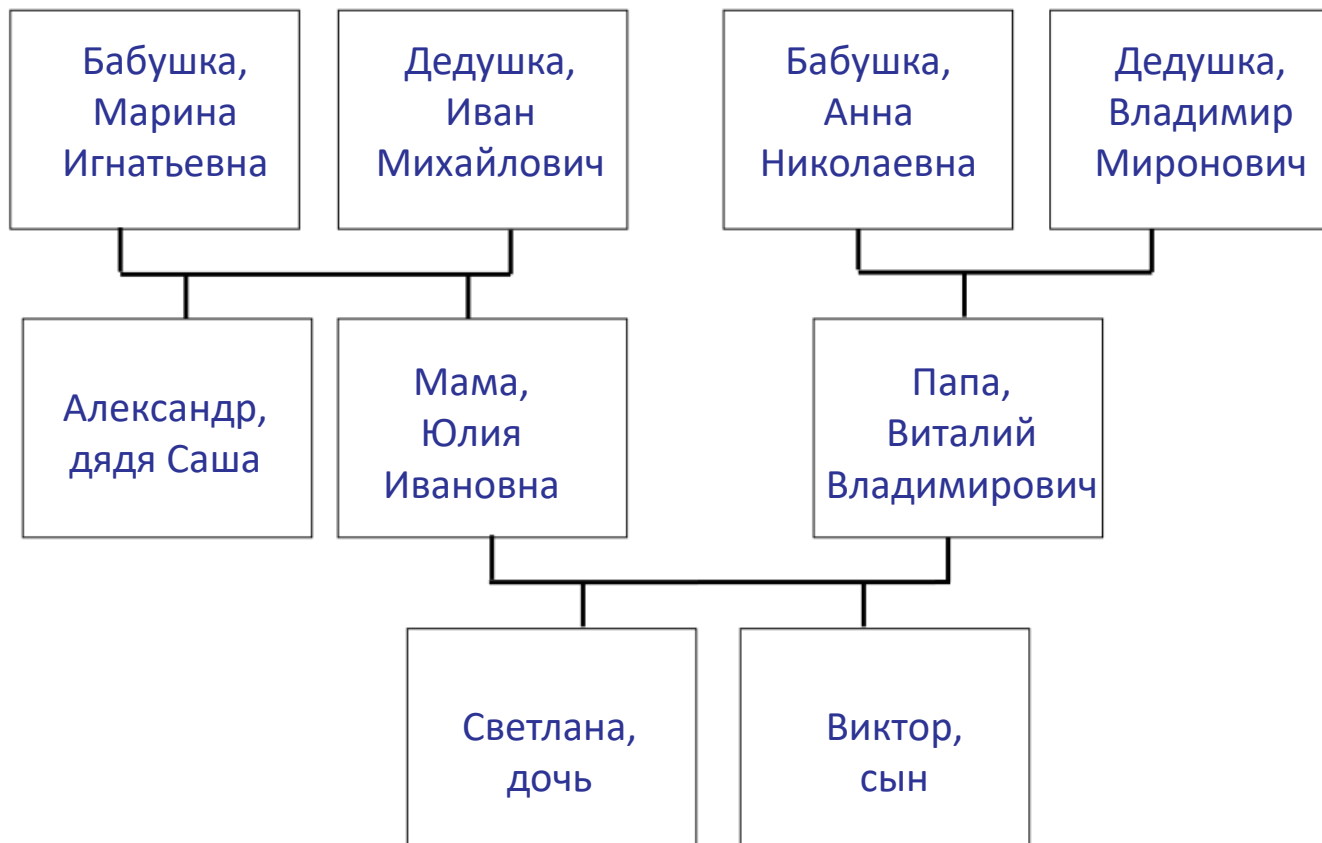 Бабушка,
Марина
Игнатьевна
Дедушка,
Иван
Михайлович
Бабушка,
Анна
Николаевна
Дедушка,
Владимир
Миронович
Александр,
дядя Саша
Мама,
Юлия
Ивановна
Папа,
Виталий
Владимирович
Светлана,
дочь
Виктор,
сын